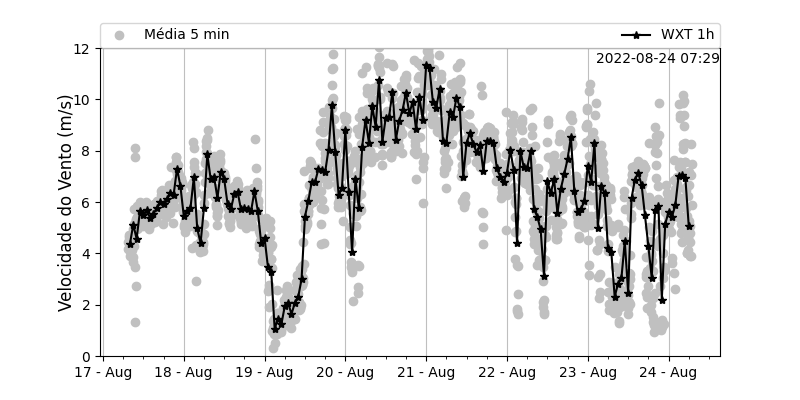 Média 5 min WXT 1h
2022-08-24 07:29
Velocidade do Vento (m/s)
12
10
8
6
4
2
0
17 - Aug 18 - Aug 19 - Aug 20 - Aug 21 - Aug 22 - Aug 23 - Aug 24 - Aug